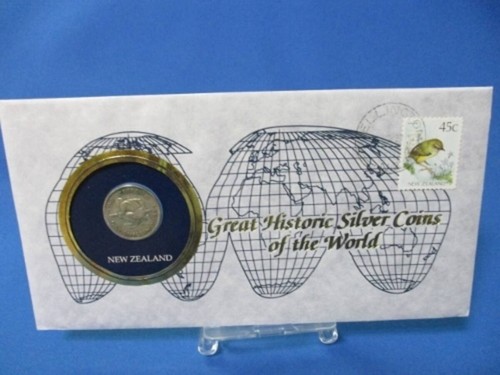 45c
NEW ZEALAND
Great Historic Silver Coins
of the World
NEW ZEALAND